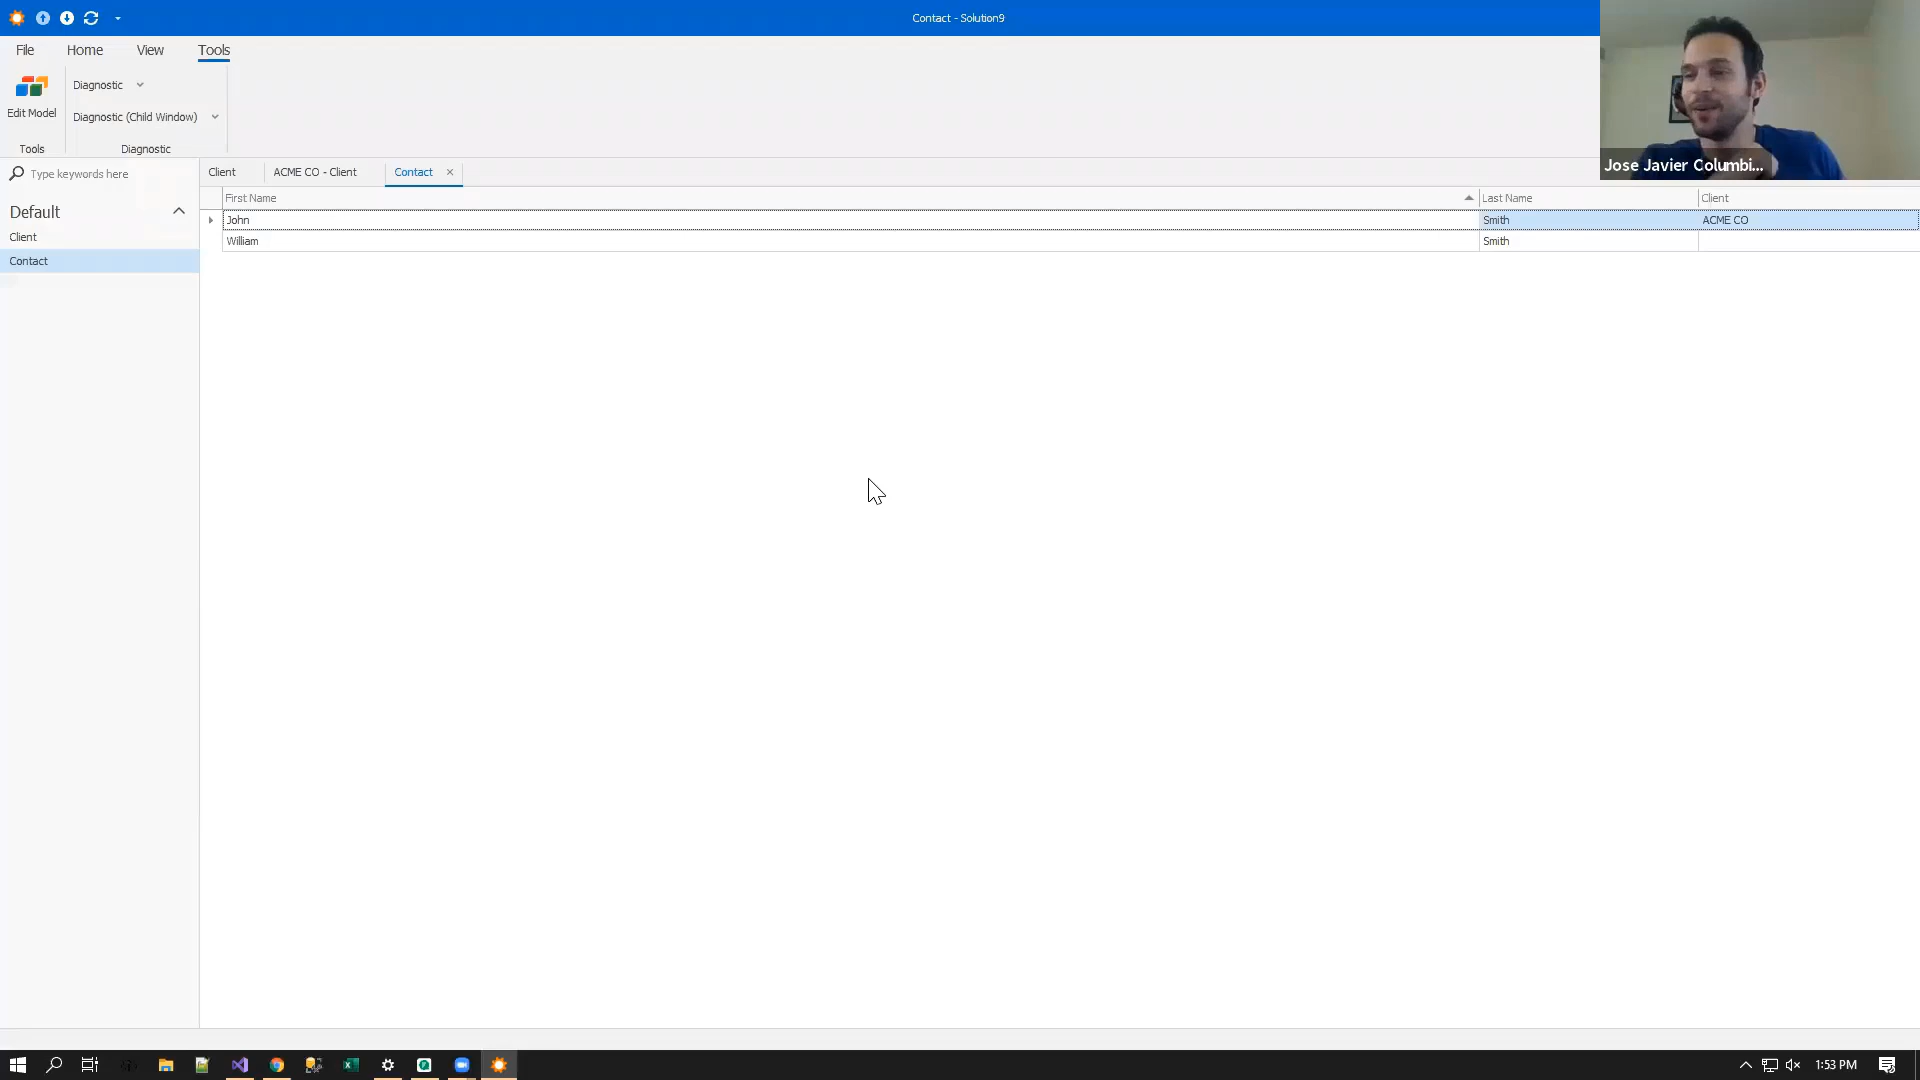 Contact - Solution9
File Home View Tools
Edit Model
Diagnostic
Diagnostic (Child Window)
Tools
Diagnostic
Type keywords here
Default
Client
Contact
Client
ACME CO - Client
Contact
First Name Last Name Client
John Smith ACME CO
William Smith
Jose Javier Columbi...
1:53 PM